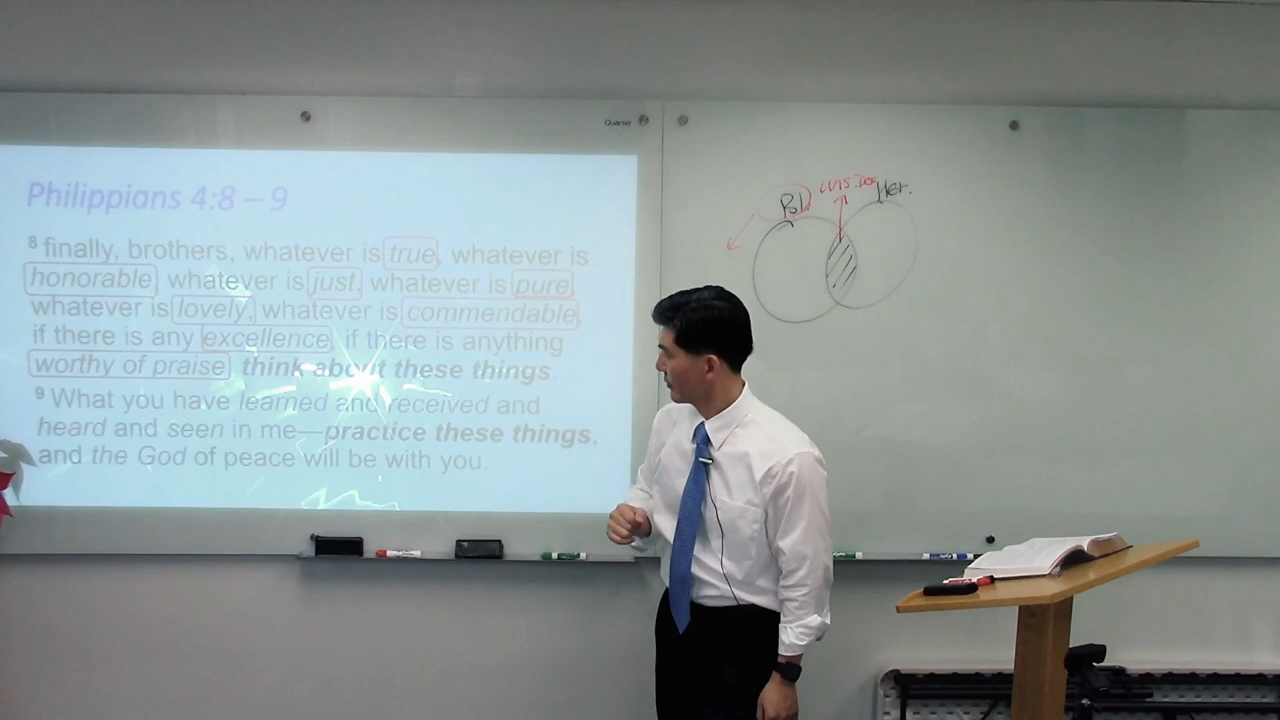 Quartet
Philippians 4:8 – 9
8 finally, brothers, whatever is true, whatever is
honorable, whatever is just, whatever is pure,
whatever is lovely, whatever is commendable,
if there is any excellence, if there is anything
worthy of praise think about these things.
9 What you have learned and received and
heard and seen in me—practice these things,
and the God of peace will be with you.
Her.